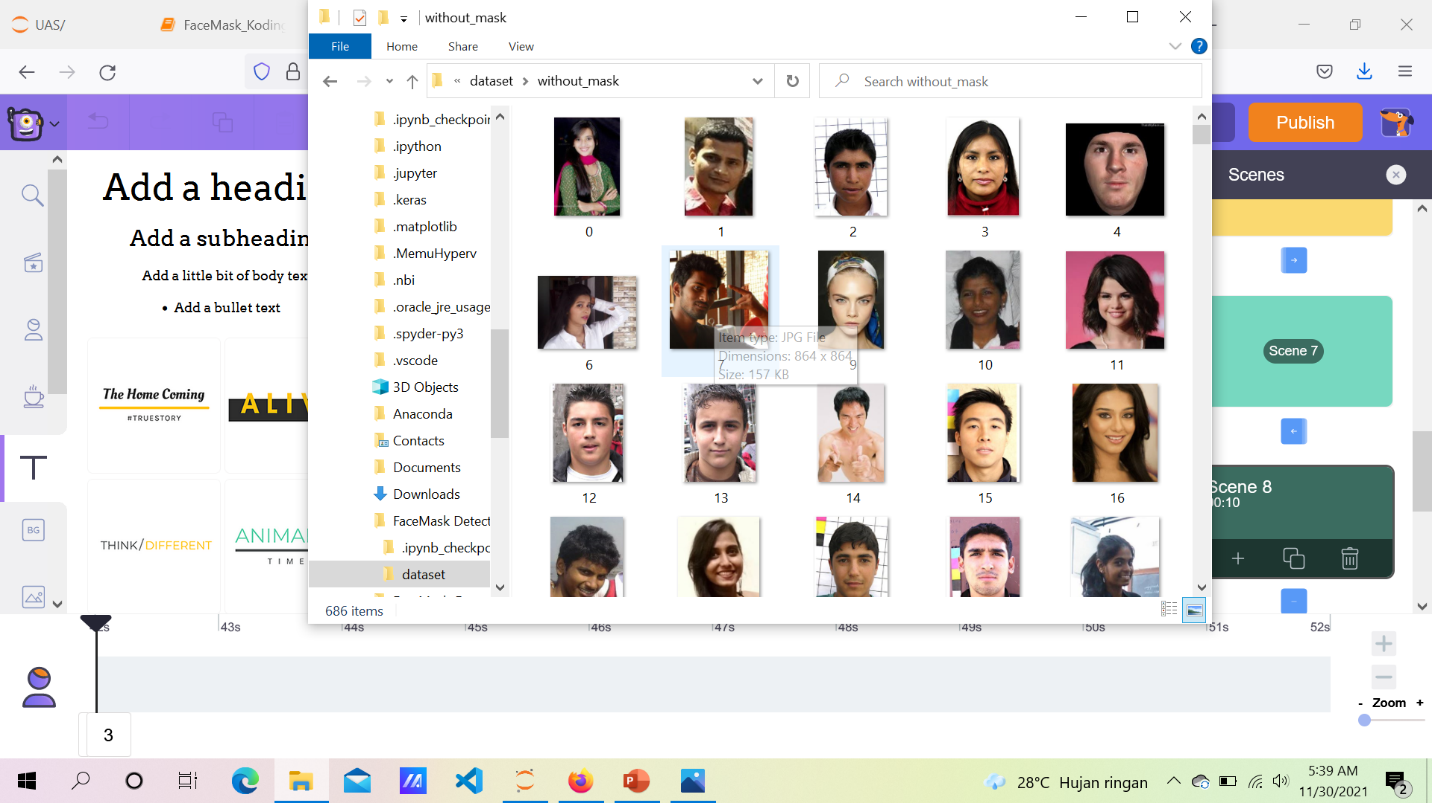 UAS/
FaceMask_Koding
without_mask
File
Home
Share
View
dataset
without_mask
Search without_mask
Publish
Scenes
Add a headi
Add a subheadin
Add a little bit of body tex
• Add a bullet text
The Home Coming
#TRUESTORY
ALIV
THINK/DIFFERENT
ANIMA
TIME
.ipynb_checkpoin
.ipython
.jupyter
.keras
.matplotlib
.MemuHyperv
.nbi
.oracle_jre_usage
.spyder-py3
.vscode
3D Objects
Anaconda
Contacts
Documents
Downloads
FaceMask Detect
.ipynb_checkpo
dataset
0
1
2
3
4
6
7
9
10
11
Item type: JPG File
Dimensions: 864 x 864
Size: 157 KB
12
13
14
15
16
686 items
Scene 7
Scene 8
00:10
BG
43s
44s
45s
46s
47s
48s
49s
50s
51s
52s
3
- Zoom +
28°C Hujan ringan
5:39 AM
11/30/2021
2